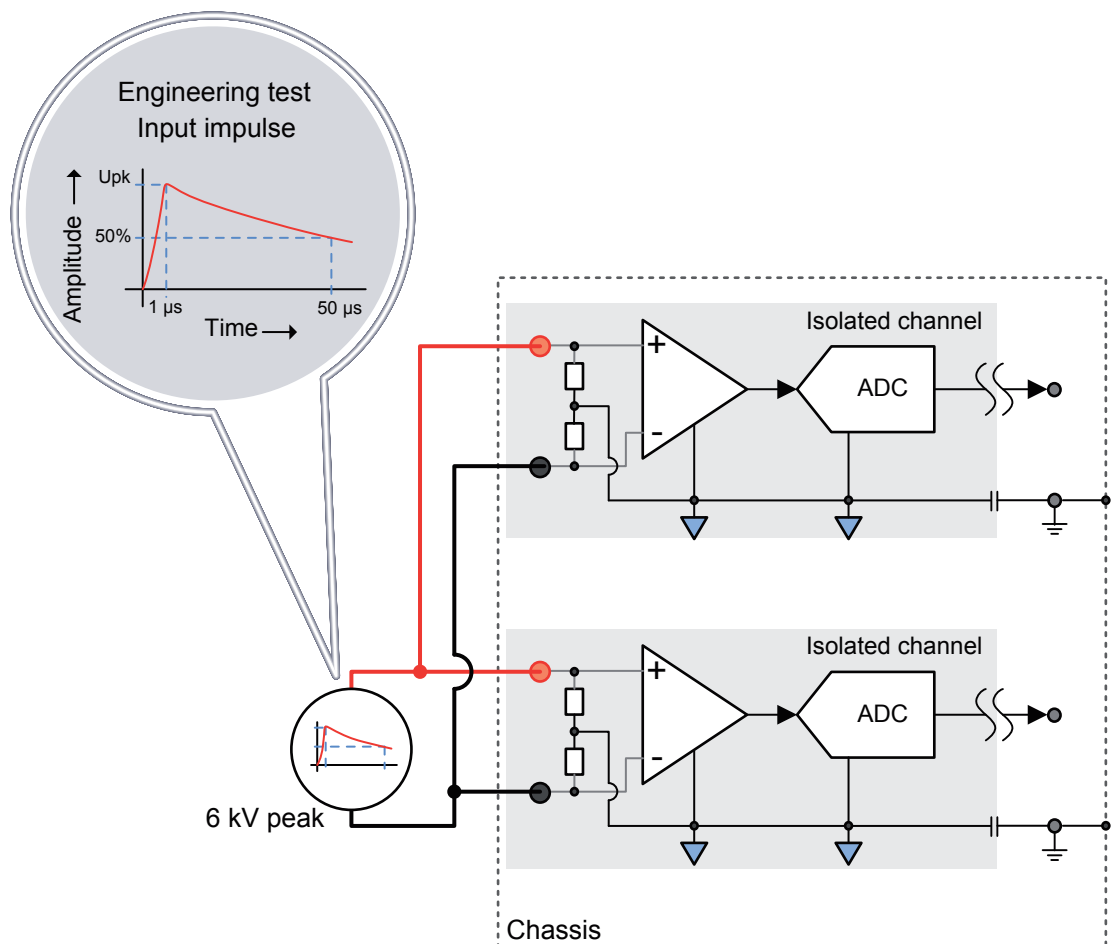 Engineering test
Input impulse
Upk
50%
Amplitude
1 µs
50 µs
Time
Isolated channel
+
-
ADC
Isolated channel
+
-
ADC
6 kV peak
Chassis